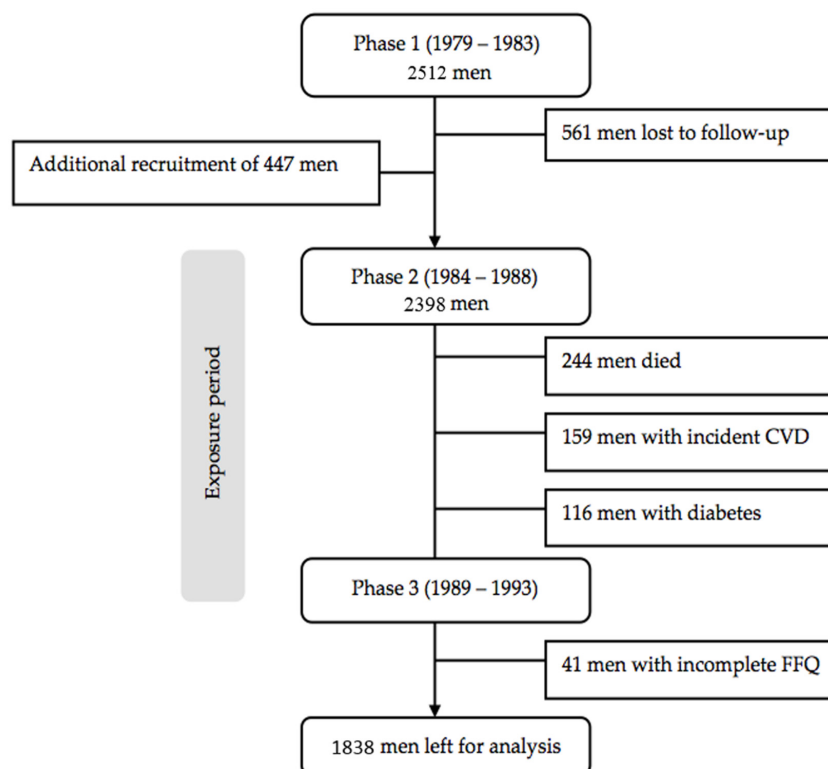 Phase 1 (1979 – 1983)
2512 men
561 men lost to follow-up
Additional recruitment of 447 men
Phase 2 (1984 – 1988)
2398 men
Exposure period
244 men died
159 men with incident CVD
116 men with diabetes
Phase 3 (1989 – 1993)
41 men with incomplete FFQ
1838 men left for analysis